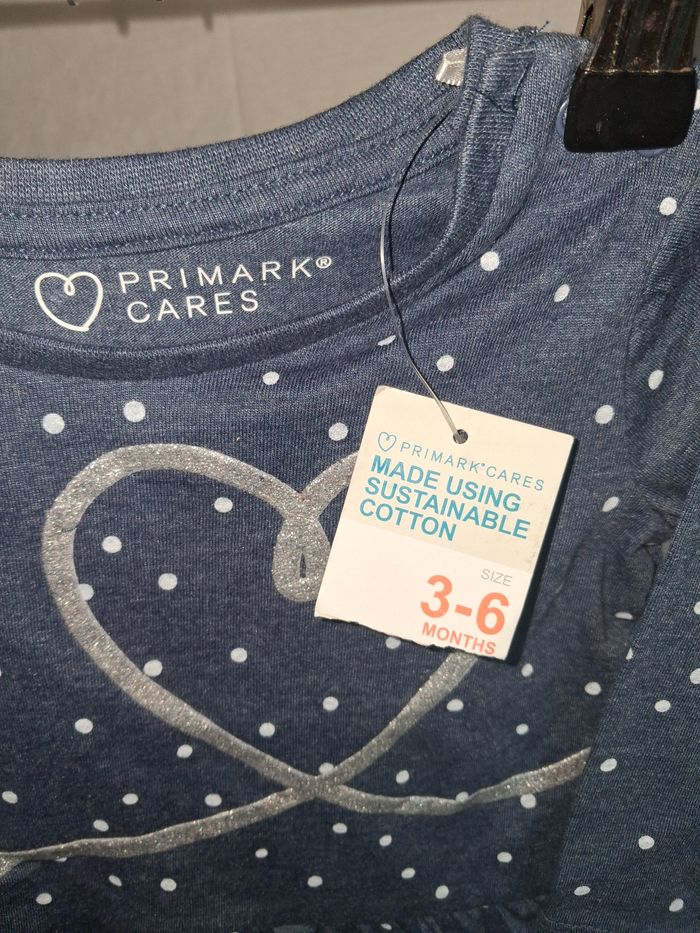 PRIMARK®
CARES
PRIMARK®CARES
MADE USING
SUSTAINABLE
COTTON
SIZE
3-6
MONTHS